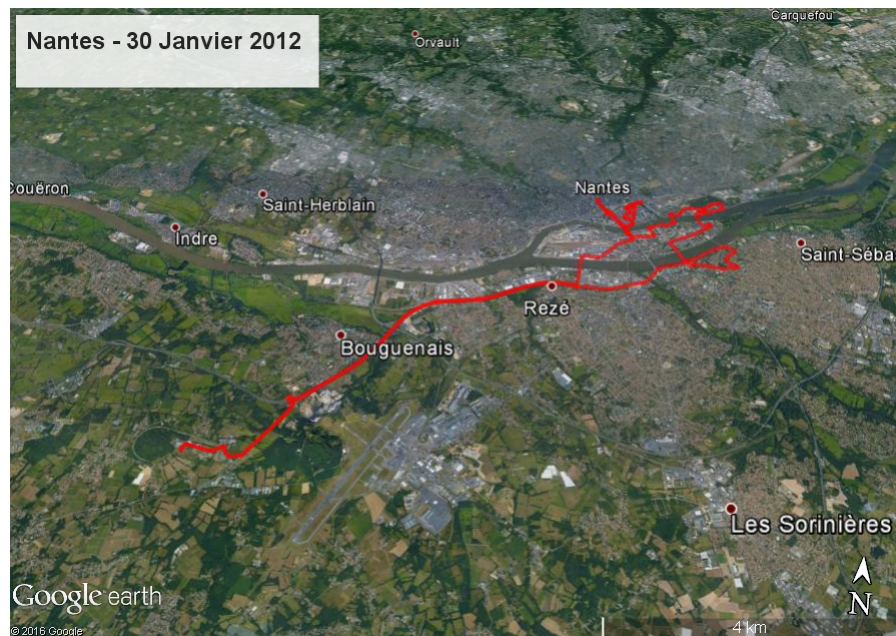 Nantes - 30 Janvier 2012
Carquefou
Orvault
Nantes
Couëron
Saint-Herblain
Indre
Saint-Séba
Rezé
Bouguenais
Les Sorinières
Google earth
N
4 km
© 2016 Google